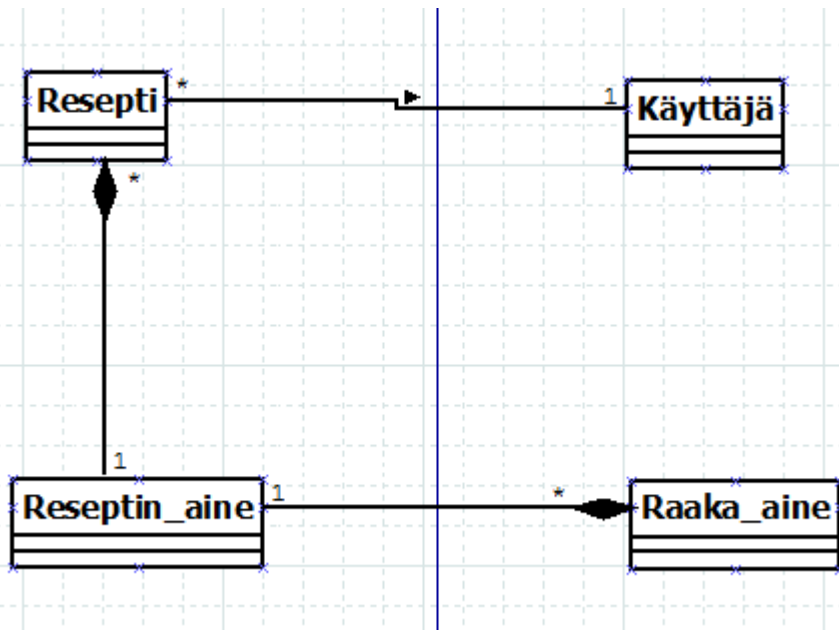 Resepti
*
1
Käyttäjä
*
1
Reseptin_aine
1
*
Raaka_aine